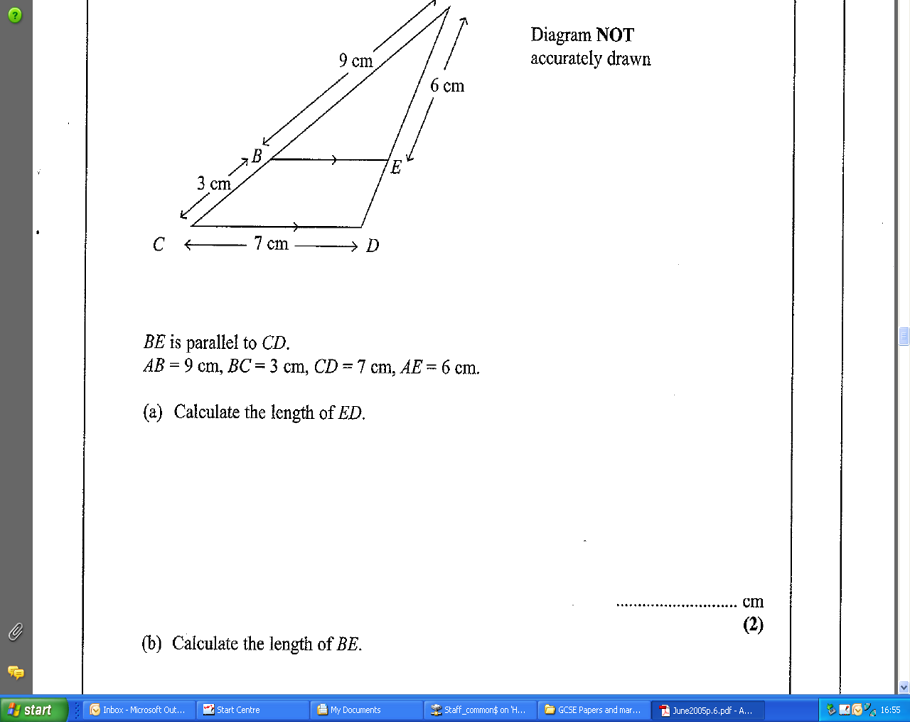 Diagram NOT
accurately drawn
9 cm
6 cm
B
E
3 cm
C
7 cm
D
BE is parallel to CD.
AB = 9 cm, BC = 3 cm, CD = 7 cm, AE = 6 cm.
(a) Calculate the length of ED.
............................. cm
(2)
(b) Calculate the length of BE.
start
Inbox - Microsoft Out...
Start Centre
My Documents
Staff_common$ on 'H...
GCSE Papers and mar...
June2005p.6.pdf - A...
16:55